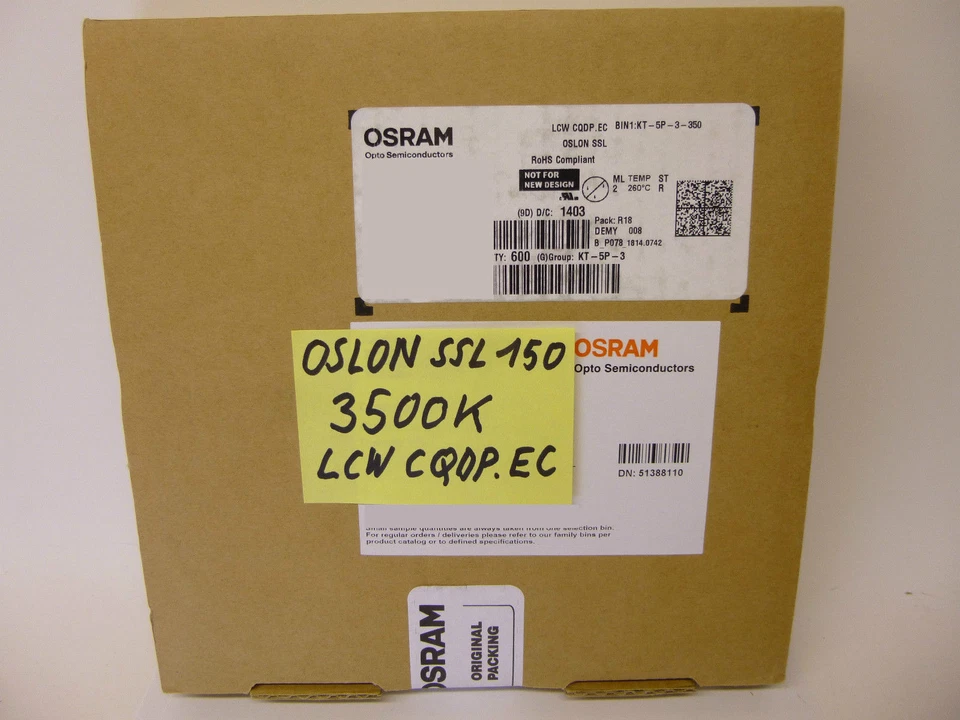 OSRAM
Opto Semiconductors
LCW CQDP.EC BIN1:KT-5P-3-350
OSLON SSL
RoHS Compliant
NOT FOR
NEW DESIGN
ML TEMP ST
2 260°C R
(9D) D/C: 1403
Pack: R18
DEMY 008
B_P078_1814.0742
TY: 600 (G)Group: KT-5P-3
OSLON SSL 150
3500K
LCW CQDP.EC
OSRAM
Opto Semiconductors
DN: 51388110
Small sample quantities are always taken from one selection bin.
For regular orders / deliveries please refer to our family bins per
product catalog or to defined specifications.
OSRAM
ORIGINAL
PACKING